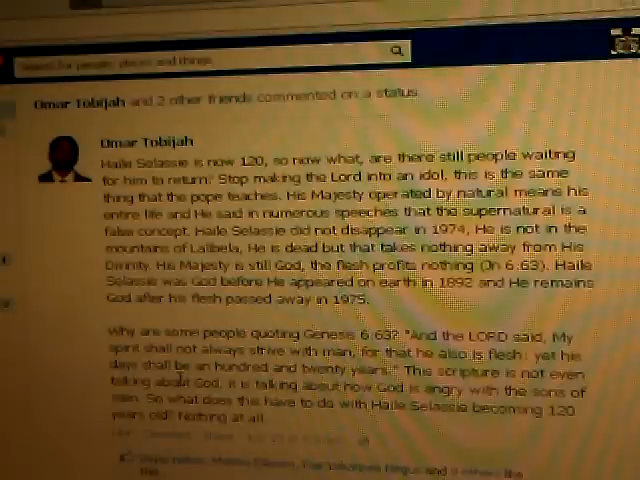 Search for people, places and things
Omar Tobijah and 2 other friends commented on a status.
Omar Tobijah
Haile Selassie is now 120, so now what, are there still people waiting
for him to return? Stop making the Lord into an idol, this is the same
thing that the pope teaches. His Majesty operated by natural means his
entire life and He said in numerous speeches that the supernatural is a
false concept. Haile Selassie did not disappear in 1974, He is not in the
mountains of Lalibela, He is dead but that takes nothing away from His
Divinity. His Majesty is still God, the flesh profits nothing (Jn 6.63). Haile
Selassie was God before He appeared on earth in 1892 and He remains
God after his flesh passed away in 1975.
Why are some people quoting Genesis 6:63? "And the LORD said, My
spirit shall not always strive with man, for that he also is flesh: yet his
days shall be an hundred and twenty years." This scripture is not even
talking about God, it is talking about how God is angry with the sons of
men. So what does this have to do with Haile Selassie becoming 120
years old? Nothing at all.
and 9 others like
this.